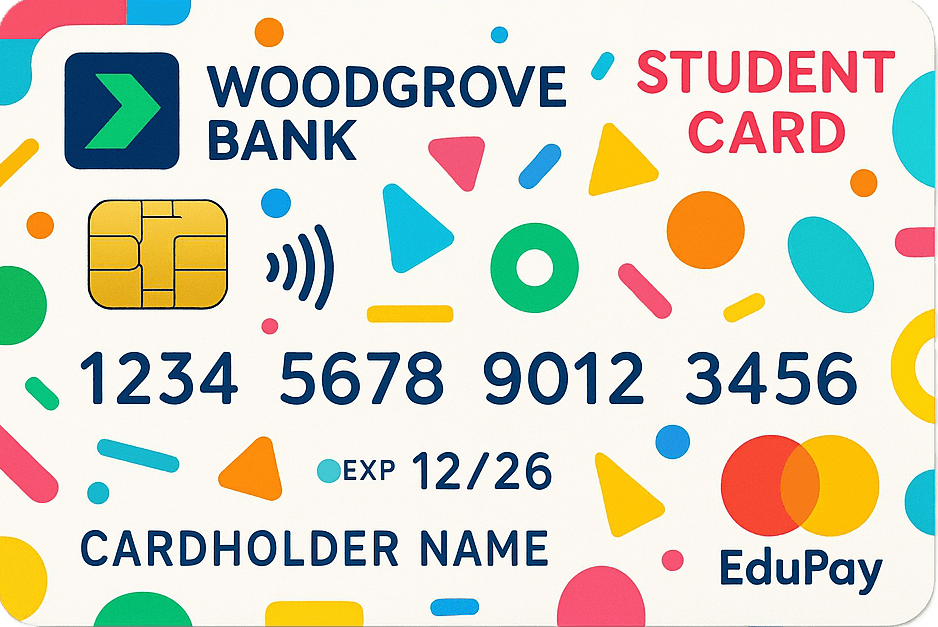 WOODGROVE
BANK
STUDENT
CARD
1234 5678 9012 3456
EXP 12/26
CARDHOLDER NAME
EduPay